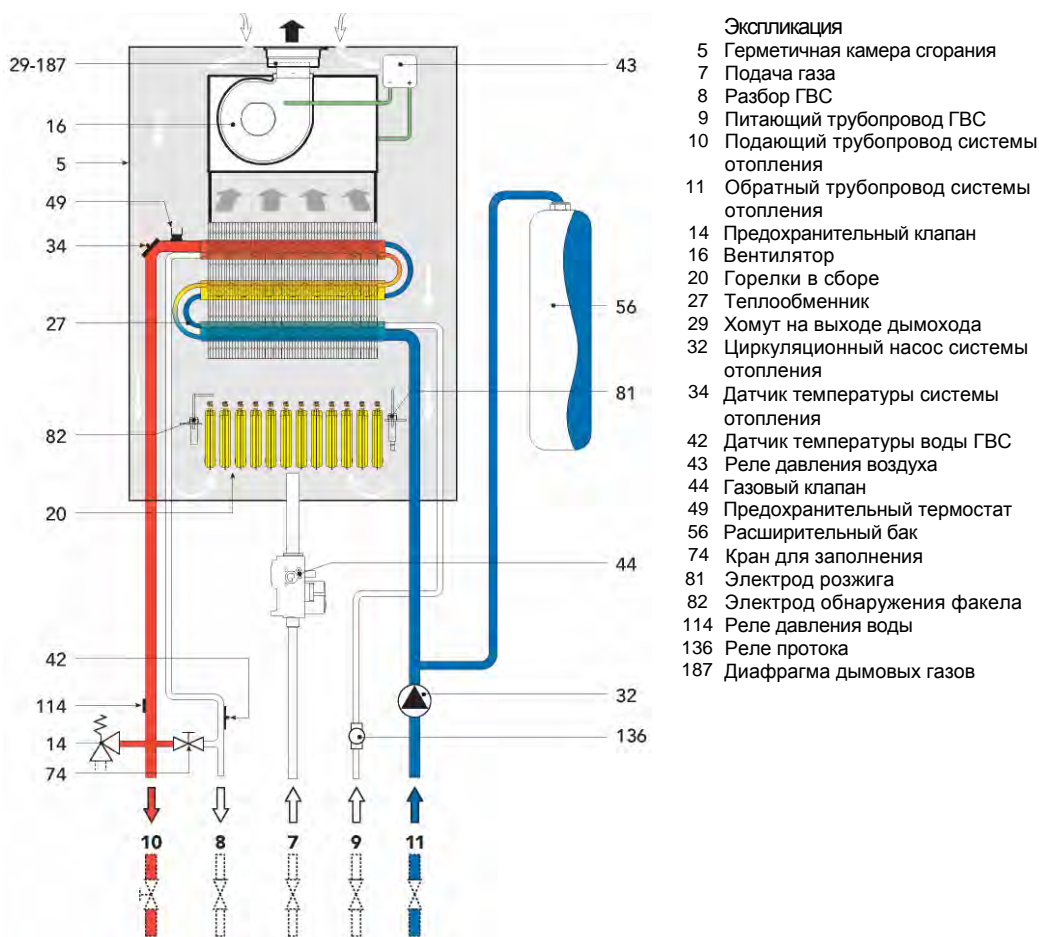 29-187
16
5
49
34
27
82
20
42
114
14
74
43
56
81
44
32
136
10
8
7
9
11
Экспликация
5 Герметичная камера сгорания
7 Подача газа
8 Разбор ГВС
9 Питающий трубопровод ГВС
10 Подающий трубопровод системы
отопления
11 Обратный трубопровод системы
отопления
14 Предохранительный клапан
16 Вентилятор
20 Горелки в сборе
27 Теплообменник
29 Хомут на выходе дымохода
32 Циркуляционный насос системы
отопления
34 Датчик температуры системы
отопления
42 Датчик температуры воды ГВС
43 Реле давления воздуха
44 Газовый клапан
49 Предохранительный термостат
56 Расширительный бак
74 Кран для заполнения
81 Электрод розжига
82 Электрод обнаружения факела
114 Реле давления воды
136 Реле протока
187 Диафрагма дымовых газов